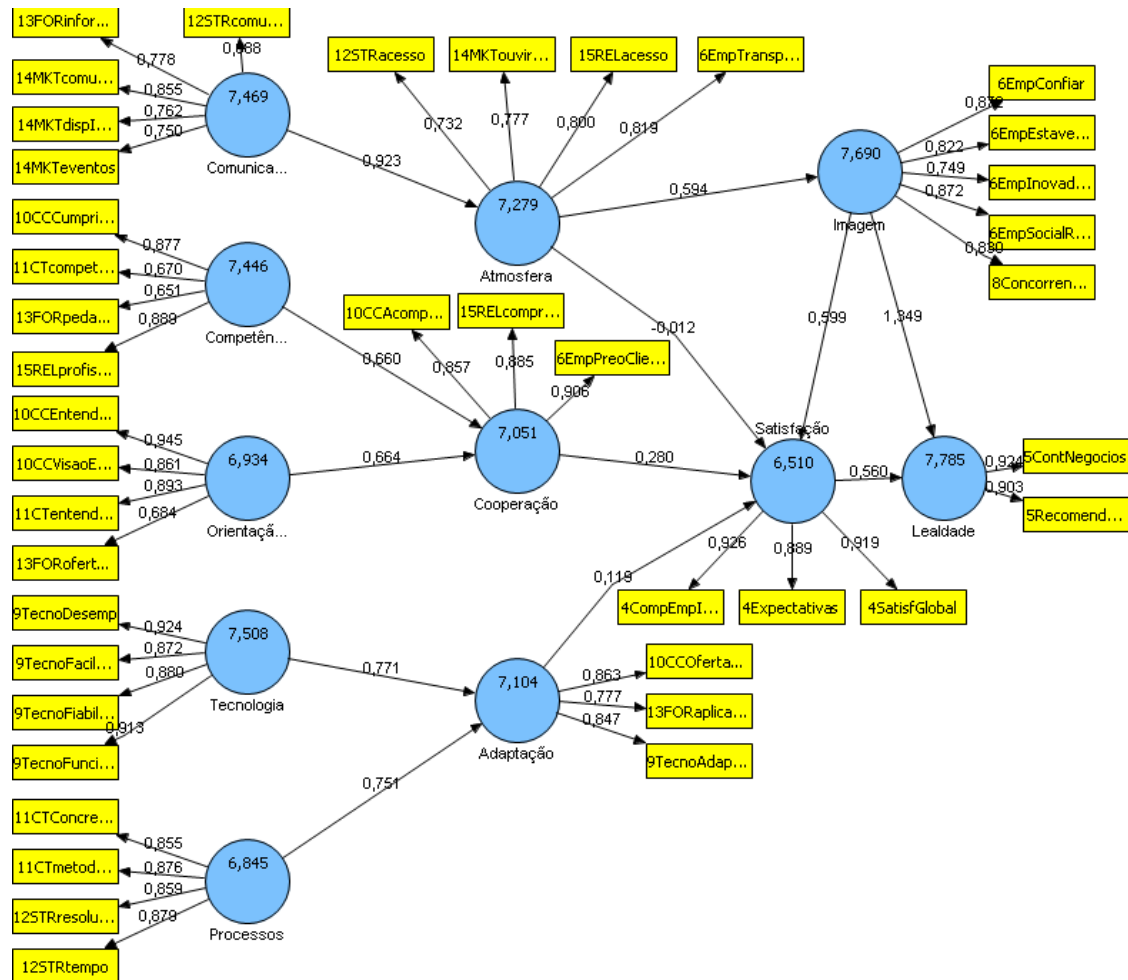 13FORinfor...
12STRcomu...
0,778
0,888
14MKTcomu...
0,855
14MKTdispI...
0,762
0,750
14MKTeventos
7,469
Comunica...
0,923
12STRacesso
14MKTouvir...
15RELacesso
6EmpTransp...
0,732
0,777
0,800
0,819
7,279
Atmosfera
0,594
-0,012
7,690
Imagem
0,872
6EmpConfiar
0,822
6EmpEstave...
0,749
6EmpInovad...
0,872
6EmpSocialR...
0,830
8Concorren...
0,599
1,349
10CCCumpri...
0,877
11CTcompet...
0,670
0,651
13FORpeda...
0,889
15RELprofis...
7,446
Competên...
0,660
10CCAcomp...
15RELcompr...
6EmpPreoClie...
0,857
0,885
0,906
7,051
Cooperação
0,280
10CCEntend...
0,945
10CCVisaoE...
0,861
0,893
11CTentend...
0,684
13FORofert...
6,934
Orientaçã...
0,664
Satisfação
6,510
0,560
7,785
Lealdade
0,924
5ContNegocios
0,903
5Recomend...
0,926
0,889
0,919
4CompEmpI...
4Expectativas
4SatisfGlobal
9TecnoDesemp
0,924
9TecnoFacil...
0,872
0,880
9TecnoFiabil...
0,913
9TecnoFunci...
7,508
Tecnologia
0,771
0,119
7,104
Adaptação
0,863
10CCOferta...
0,777
13FORaplica...
0,847
9TecnoAdap...
0,751
11CTConcre...
0,855
11CTmetod...
0,876
0,859
12STRresolu...
0,879
12STRtempo
6,845
Processos